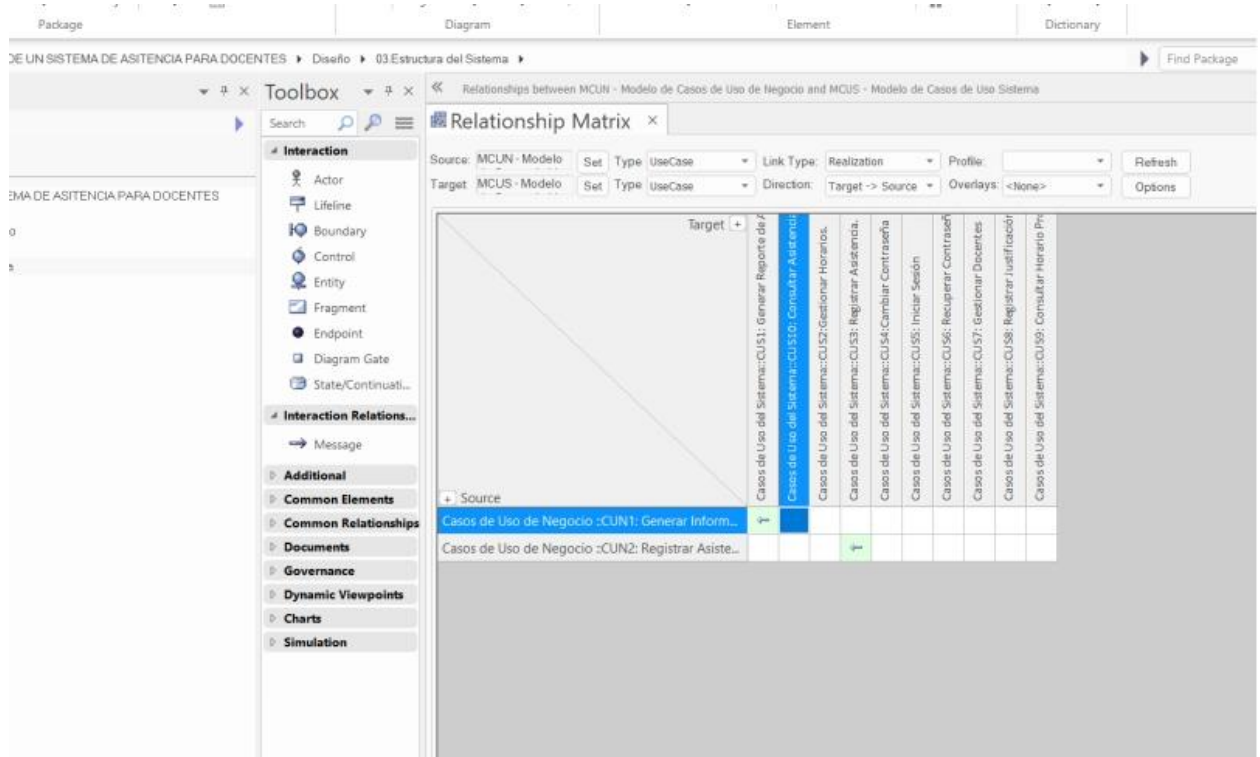 Package Diagram Element Dictionary
DE UN SISTEMA DE ASITENCIA PARA DOCENTES Diseño 03.Estructura del Sistema Find Package
Toolbox
Search
Interaction
Actor
Lifeline
Boundary
Control
Entity
Fragment
Endpoint
Diagram Gate
State/Continuati...
Interaction Relations...
Message
Additional
Common Elements
Common Relationships
Documents
Governance
Dynamic Viewpoints
Charts
Simulation
EMA DE ASITENCIA PARA DOCENTES
Relationships between MCUN - Modelo de Casos de Uso de Negocio and MCUS - Modelo de Casos de Uso Sistema
Relationship Matrix
Source: MCUN - Modelo Set Type UseCase Link Type: Realization Profile: Refresh
Target MCUS - Modelo Set Type UseCase Direction: Target -> Source Overlays: <None> Options
Target +
Casos de Uso del Sistema::CUS1: Generar Reporte de A
Casos de Uso del Sistema::CUS10: Consultar Asistencia
Casos de Uso del Sistema::CUS2:Gestionar Horarios.
Casos de Uso del Sistema::CUS3: Registrar Asistencia.
Casos de Uso del Sistema::CUS4:Cambiar Contraseña
Casos de Uso del Sistema::CUS5: Iniciar Sesión
Casos de Uso del Sistema::CUS6: Recuperar Contraseñ
Casos de Uso del Sistema::CUS7: Gestionar Docentes
Casos de Uso del Sistema::CUS8: Registrar Justificación
Casos de Uso del Sistema::CUS9: Consultar Horario Pro
+ Source
Casos de Uso de Negocio ::CUN1: Generar Inform...
Casos de Uso de Negocio ::CUN2: Registrar Asiste...